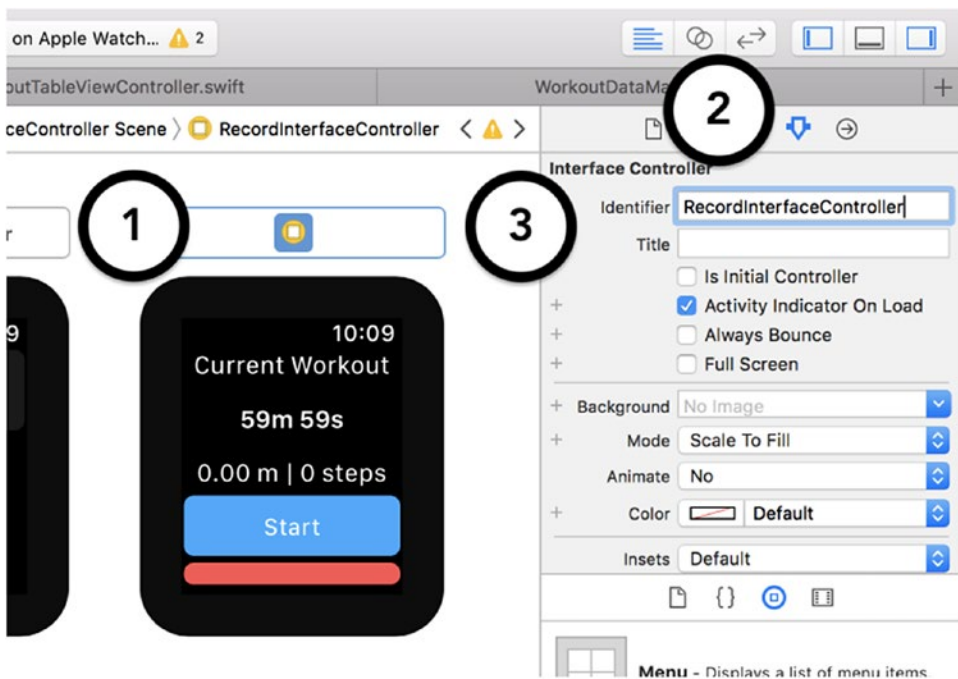 on Apple Watch... 2
outTableViewController.swift
WorkoutDataMa
+
ceController Scene 〉 RecordInterfaceController < >
2
Interface Controller
1
3
r
Identifier RecordInterfaceController
Title
Is Initial Controller
+ Activity Indicator On Load
+ Always Bounce
+ Full Screen
9
10:09
Current Workout
59m 59s
0.00 m | 0 steps
Start
+ Background No Image
+ Mode Scale To Fill
Animate No
+ Color Default
Insets Default
{}
Menu - Displays a list of menu items.